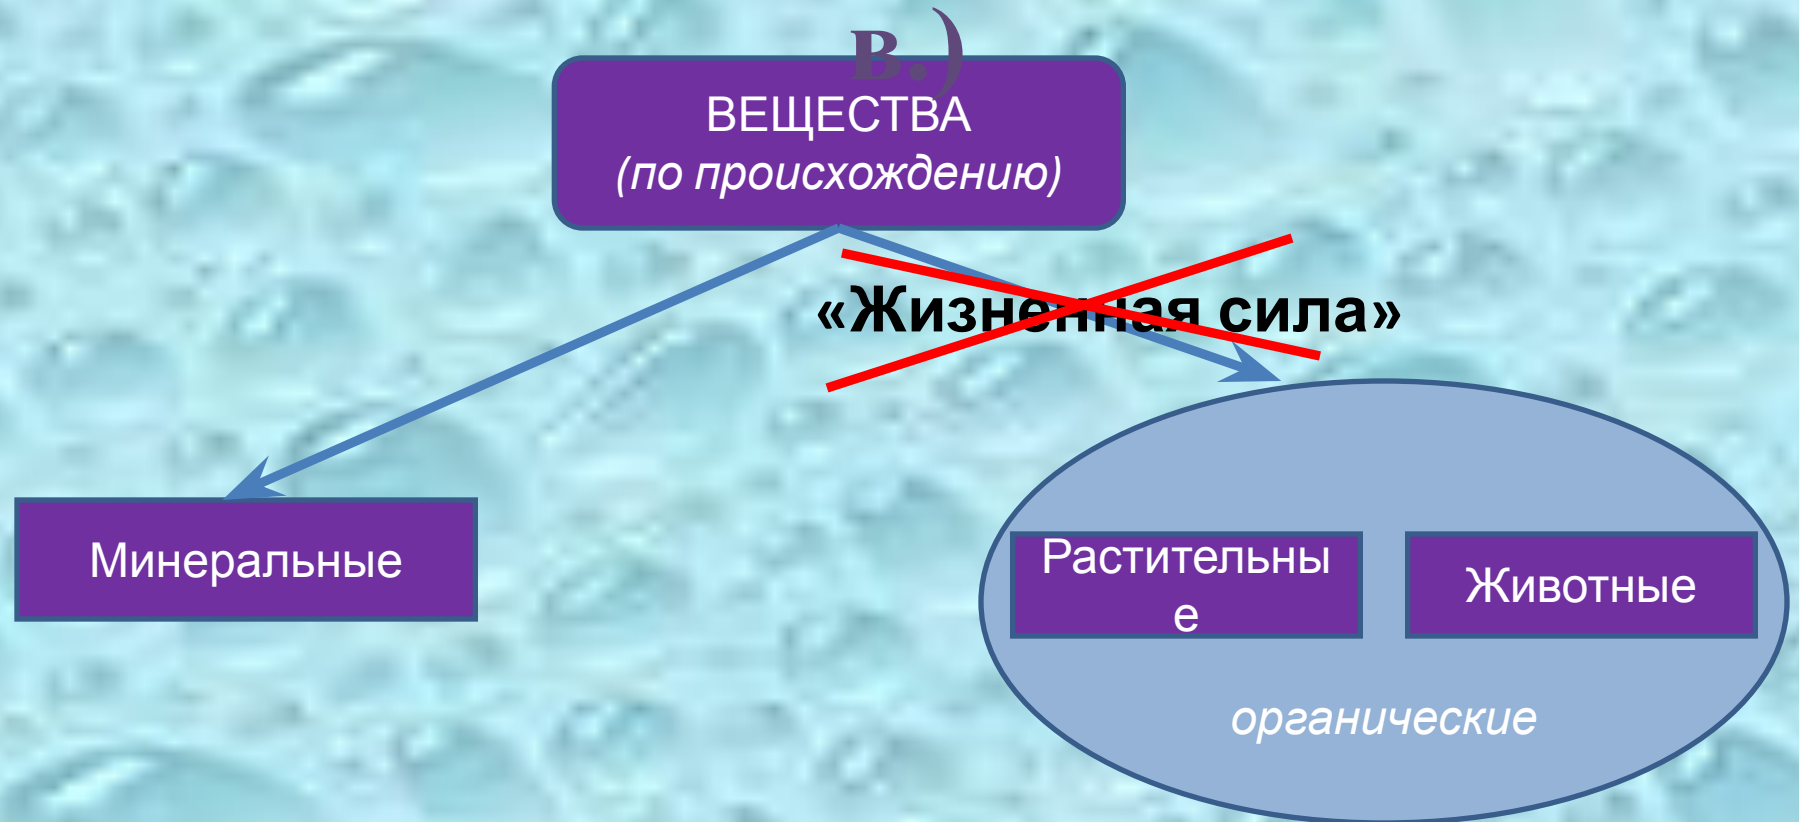 в.)
ВЕЩЕСТВА
(по происхождению)
«Жизненная сила»
Минеральные
Растительны
е
Животные
органические